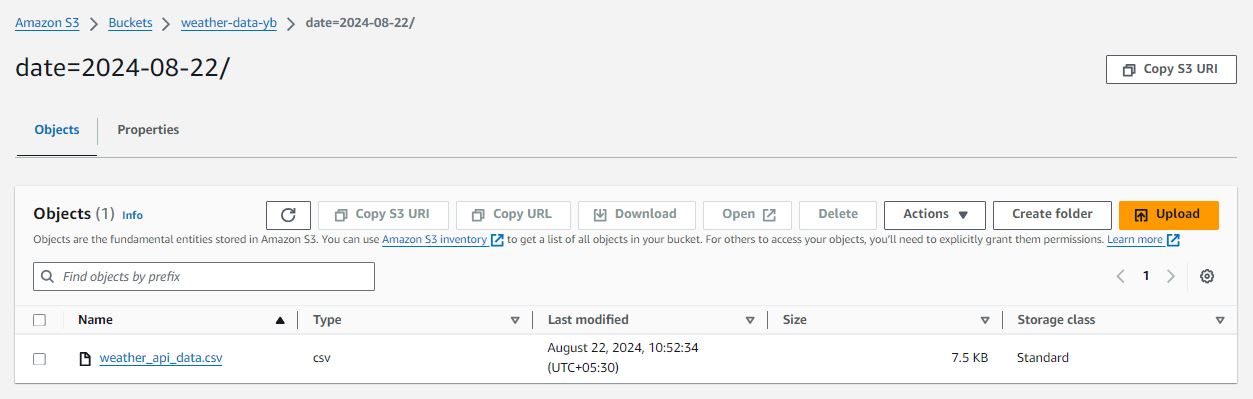 Amazon S3 > Buckets > weather-data-yb > date=2024-08-22/
date=2024-08-22/
Copy S3 URI
Objects Properties
Objects (1) Info
Copy S3 URI Copy URL Download Open Delete Actions Create folder Upload
Objects are the fundamental entities stored in Amazon S3. You can use Amazon S3 inventory to get a list of all objects in your bucket. For others to access your objects, you'll need to explicitly grant them permissions. Learn more
Find objects by prefix
1
Name Type Last modified Size Storage class
weather_api_data.csv csv August 22, 2024, 10:52:34 7.5 KB Standard
(UTC+05:30)